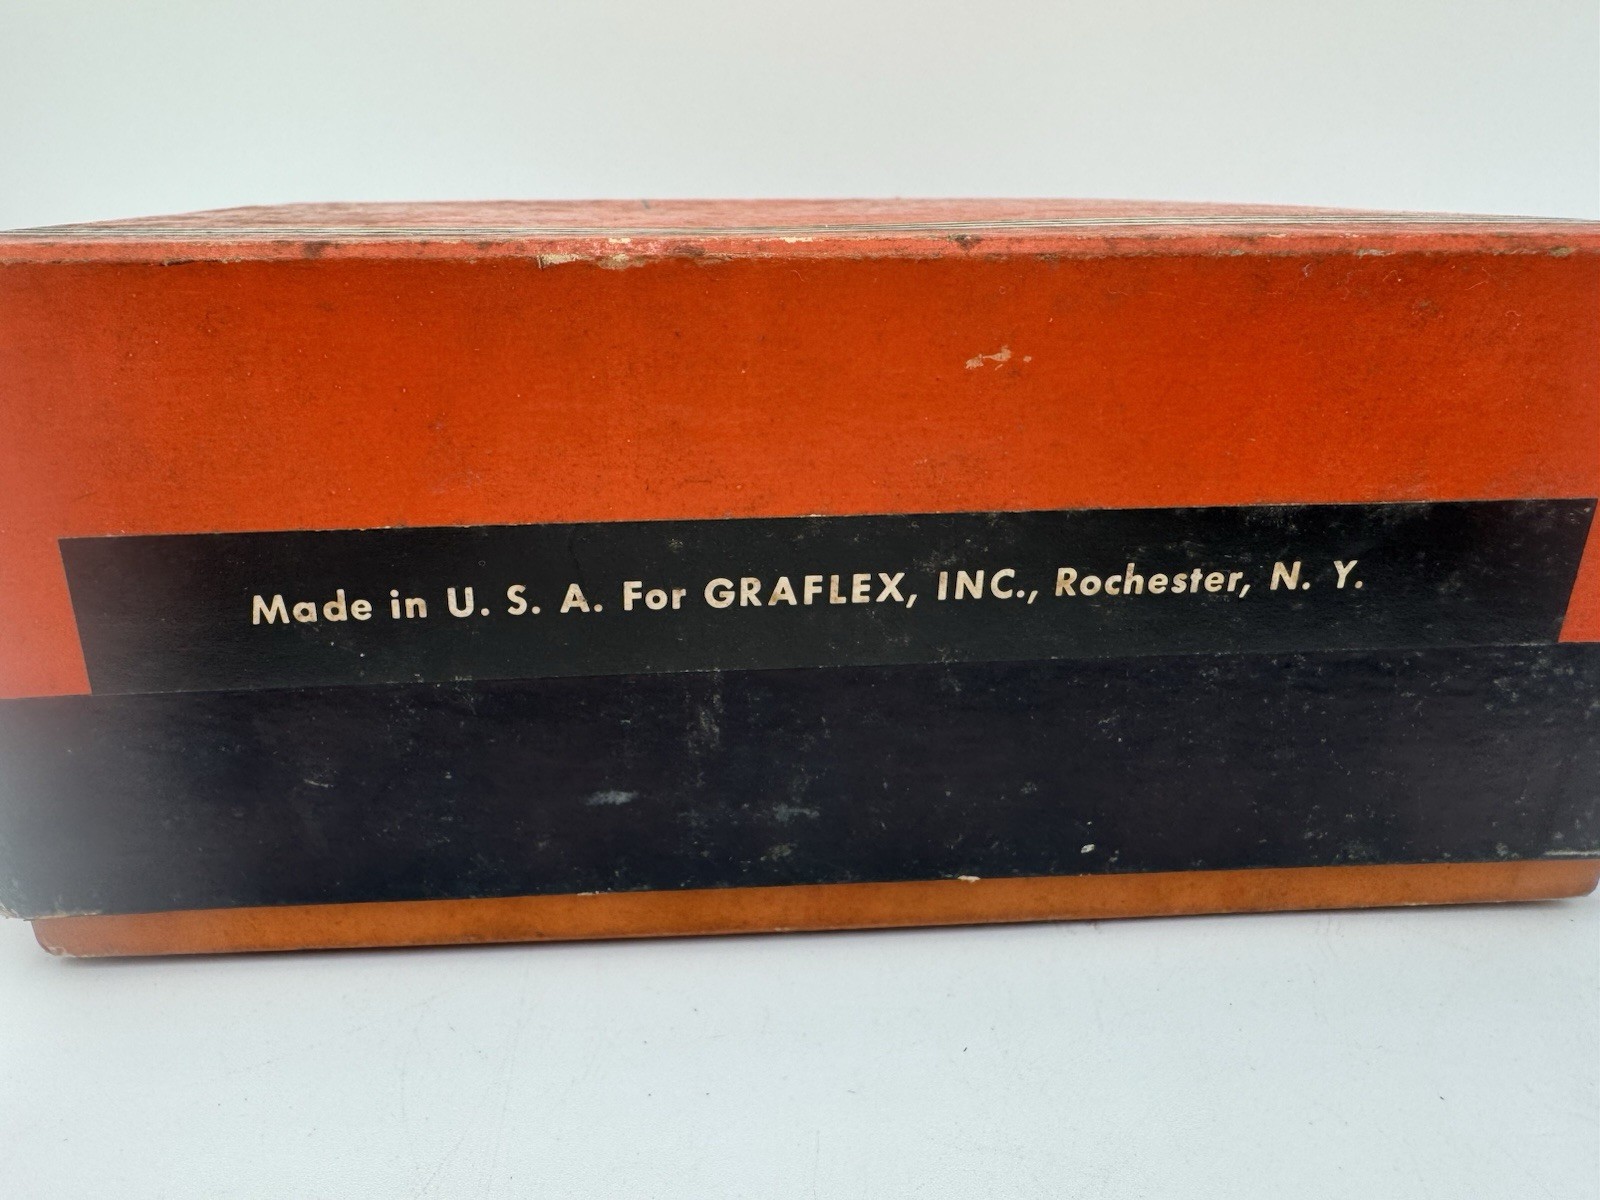 Made in U. S. A. For GRAFLEX, INC., Rochester, N. Y.